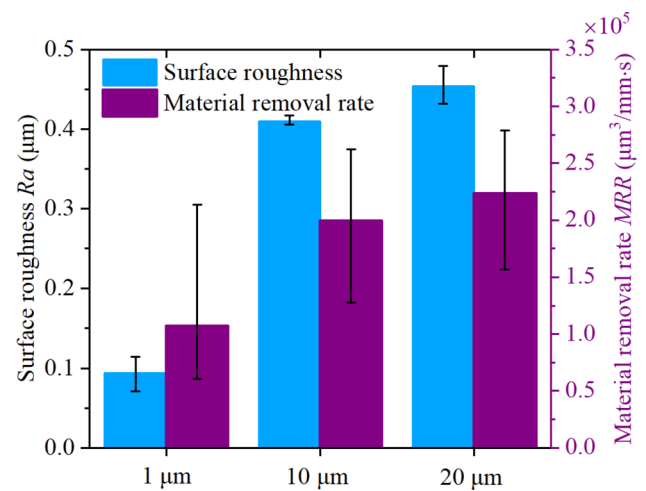 ×10⁵
0.5
0.4
0.3
0.2
0.1
0.0
Surface roughness Ra (μm)
Surface roughness
Material removal rate
3.5
3.0
2.5
2.0
1.5
1.0
0.5
0.0
Material removal rate MRR (μm³/mm·s)
1 μm
10 μm
20 μm